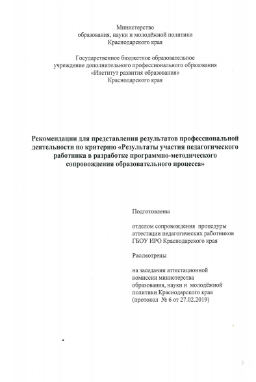 Министерство
образования, науки и молодёжной политики
Краснодарского края
Государственное бюджетное образовательное
учреждение дополнительного профессионального образования
«Институт развития образования»
Краснодарского края
Рекомендации для представления результатов профессиональной
деятельности по критерию «Результаты участия педагогического
работника в разработке программно-методического
сопровождения образовательного процесса»
Подготовлены
отделом сопровождения процедуры
аттестации педагогических работников
ГБОУ ИРО Краснодарского края
Рассмотрены
на заседании аттестационной
комиссии министерства
образования, науки и молодёжной
политики Краснодарского края
(протокол № 6 от 27.02.2019)